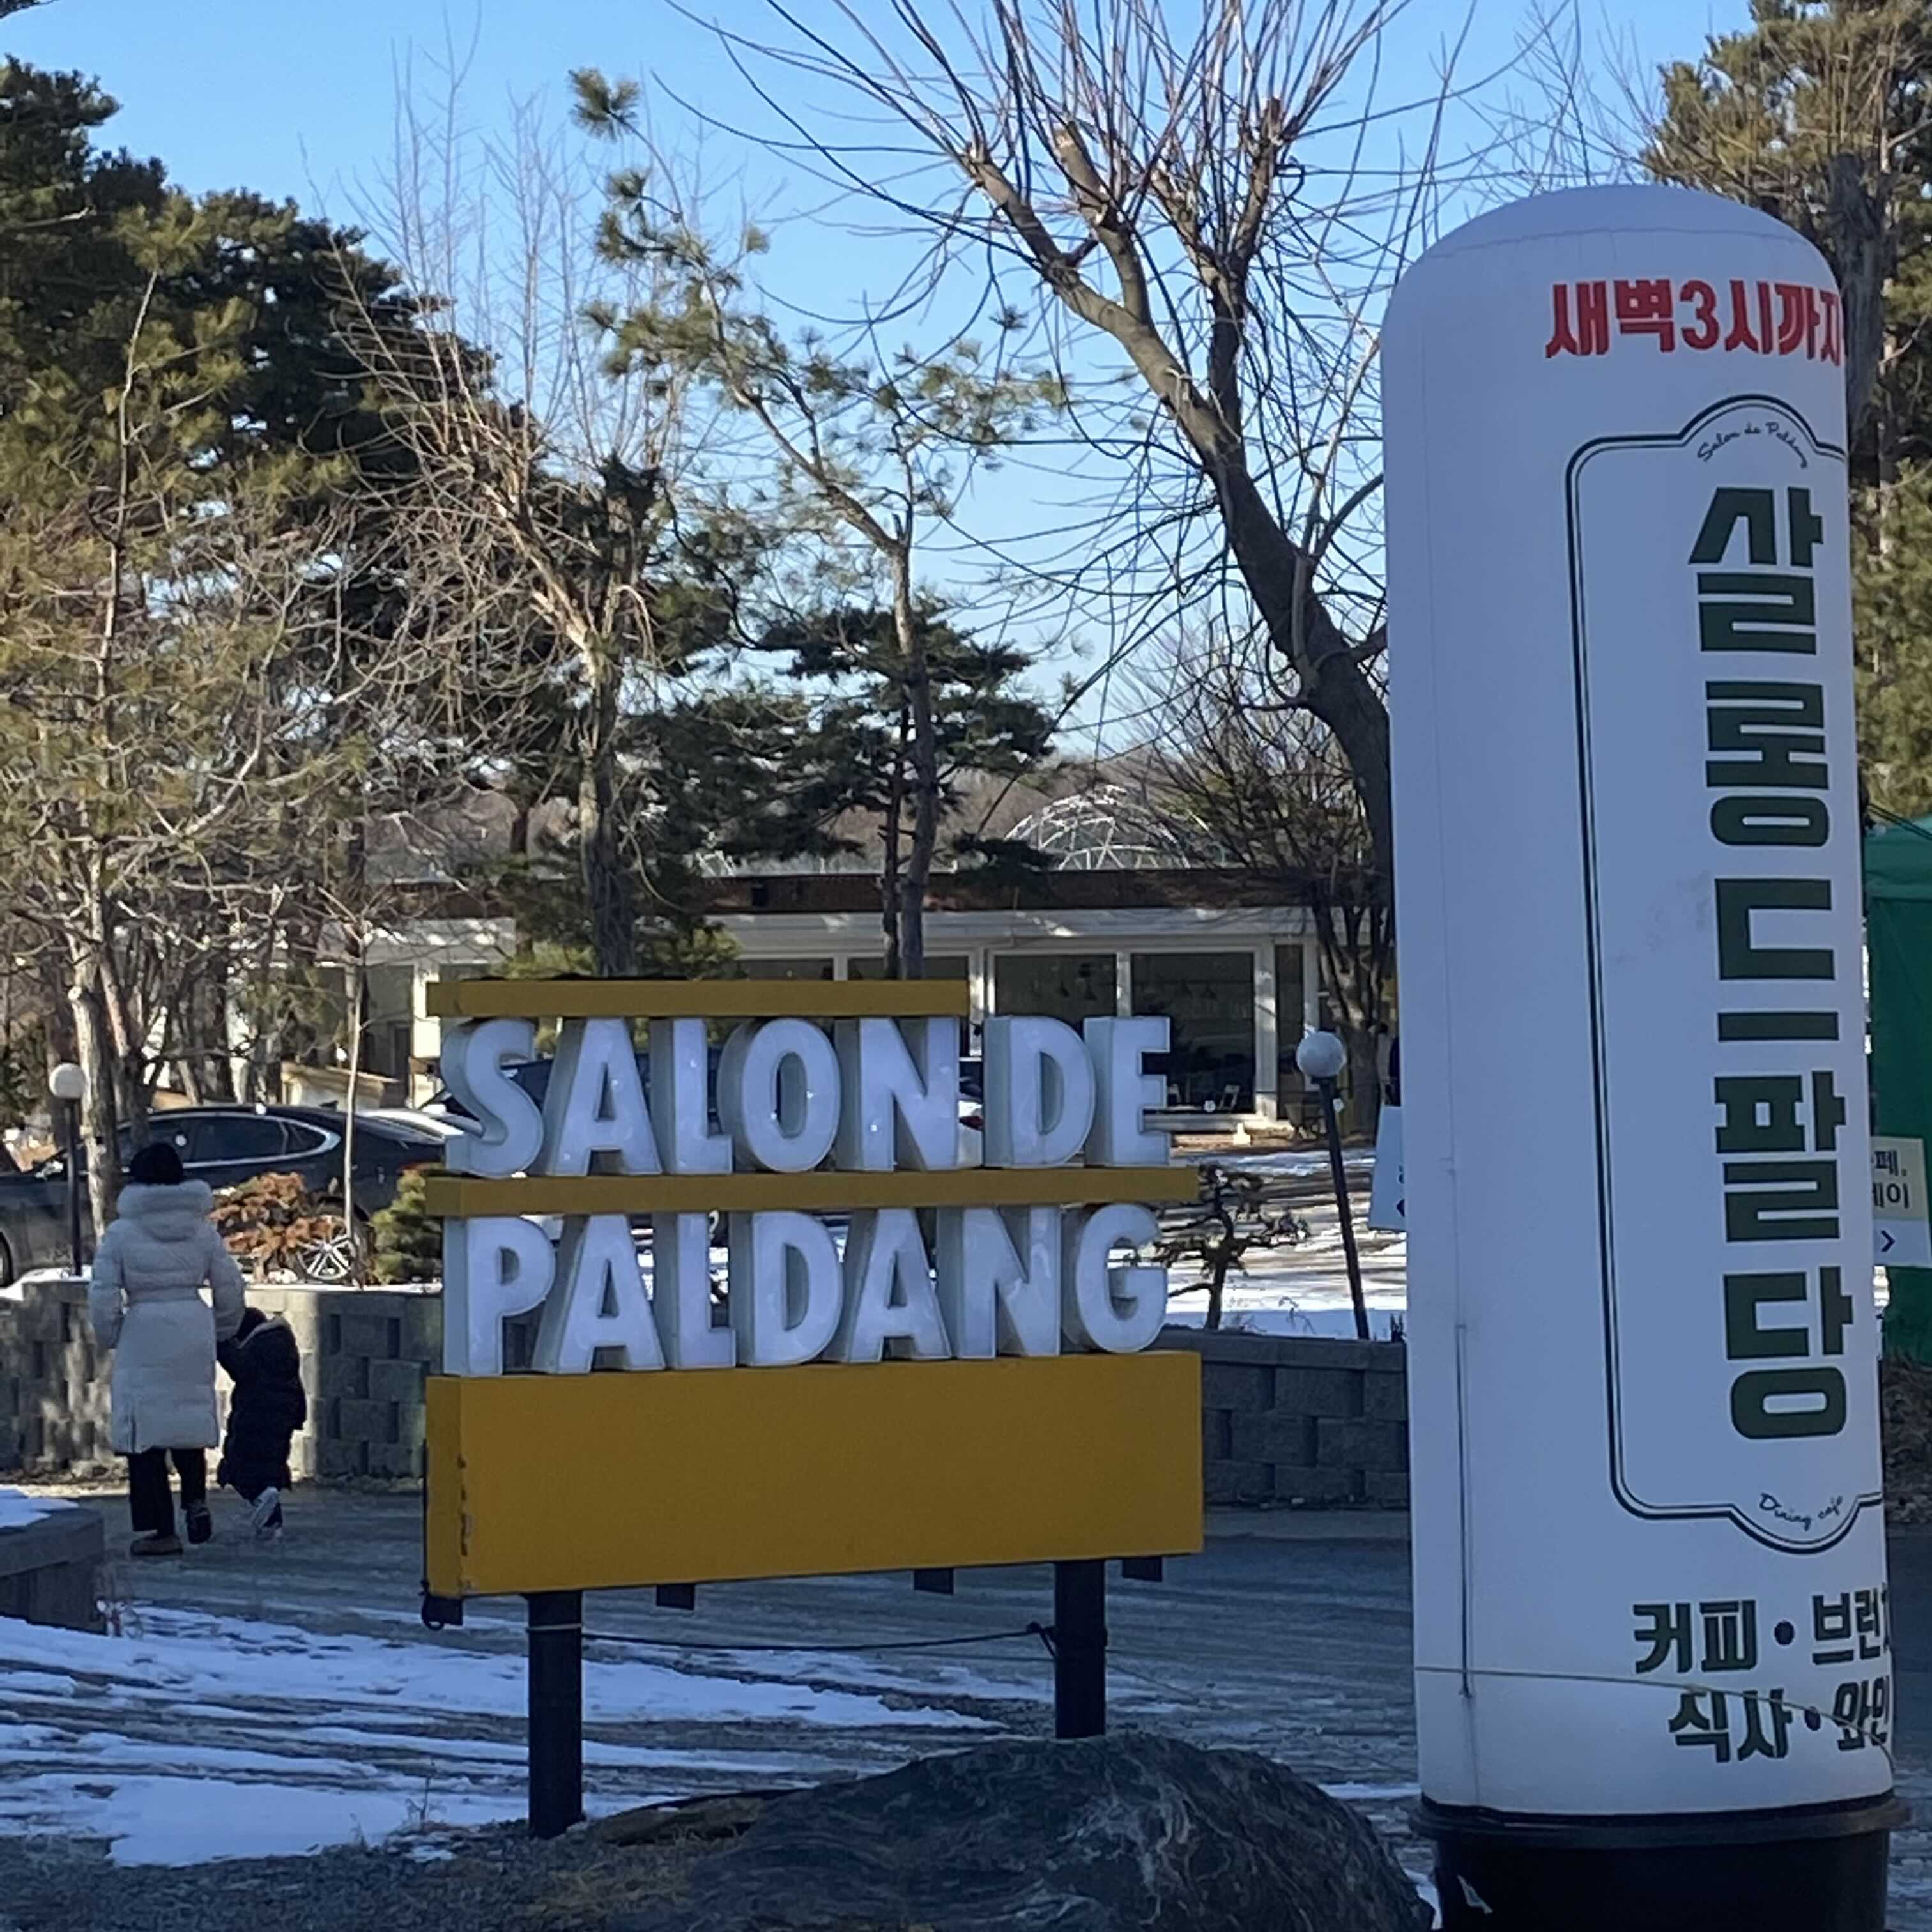 SALON DE
PALDANG
새벽3시까지
Salon de Paldang
살롱드팔당
Dining cafe
커피·브런
식사·와인